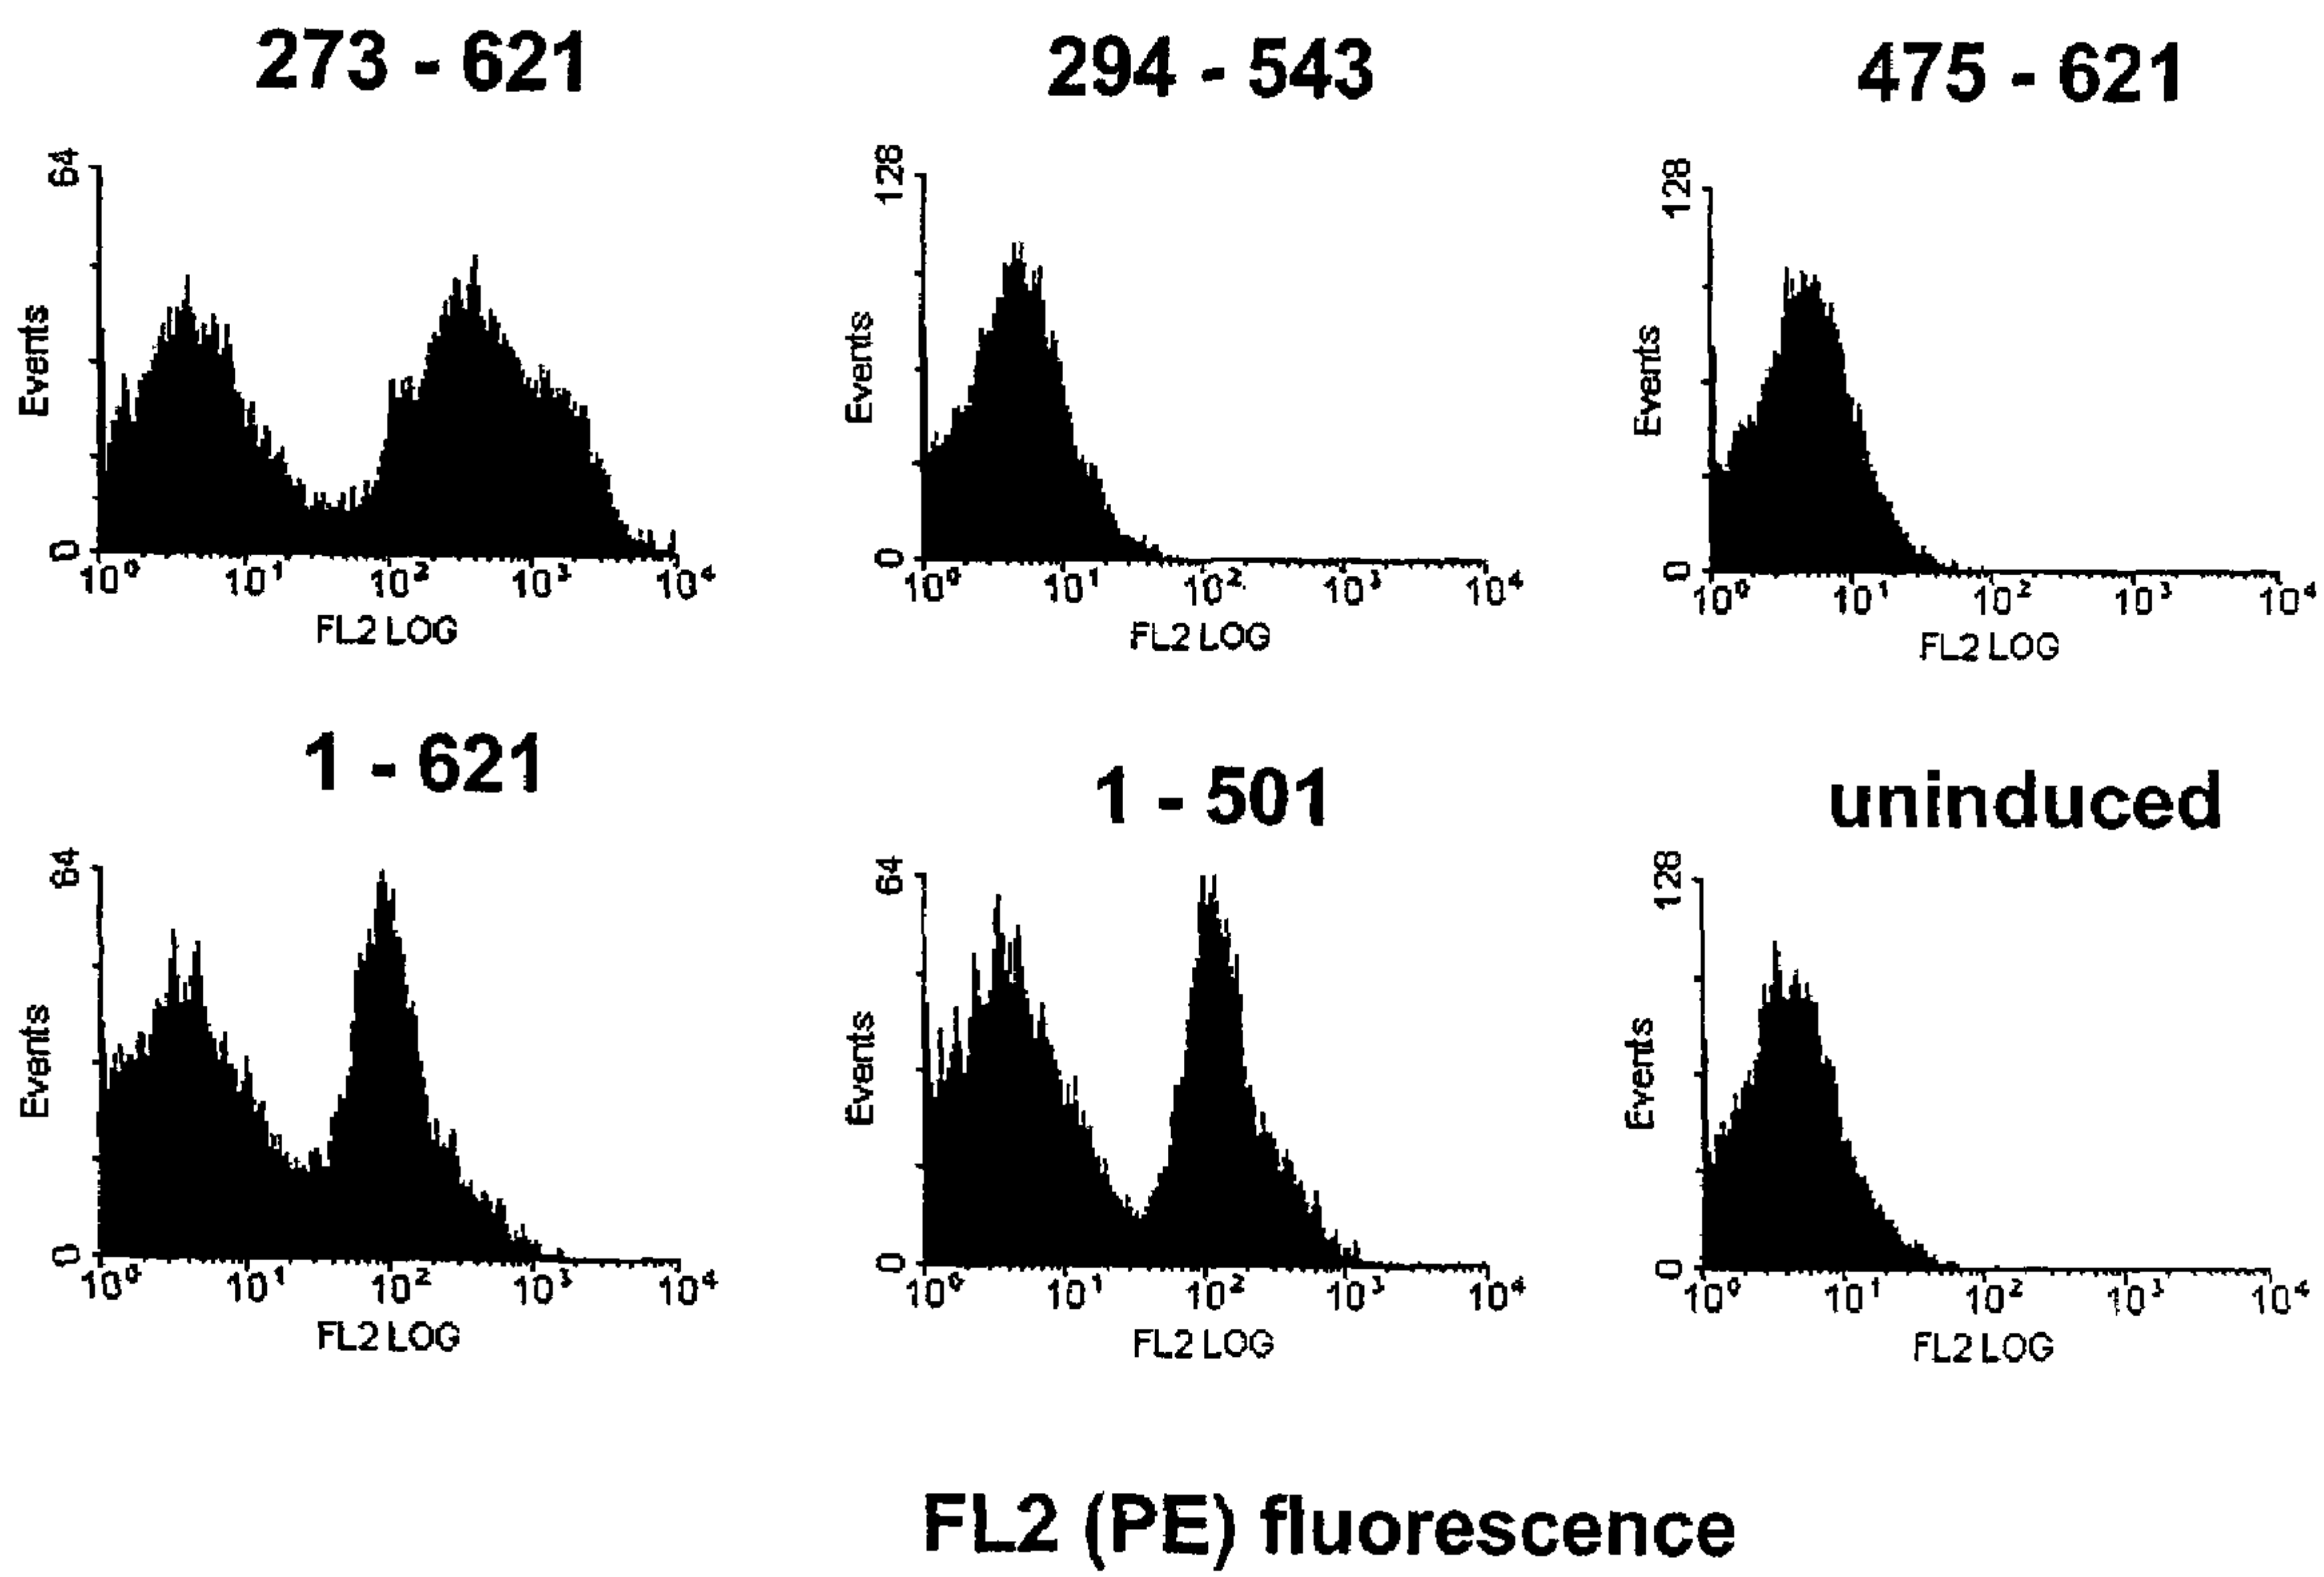 273 - 621
294 - 543
475 - 621
64
Events
0
10⁰ 10¹ 10² 10³ 10⁴
FL2 LOG
128
Events
0
10⁰ 10¹ 10² 10³ 10⁴
FL2 LOG
128
Events
0
10⁰ 10¹ 10² 10³ 10⁴
FL2 LOG
1 - 621
1 - 501
uninduced
64
Events
0
10⁰ 10¹ 10² 10³ 10⁴
FL2 LOG
64
Events
0
10⁰ 10¹ 10² 10³ 10⁴
FL2 LOG
128
Events
0
10⁰ 10¹ 10² 10³ 10⁴
FL2 LOG
FL2 (PE) fluorescence